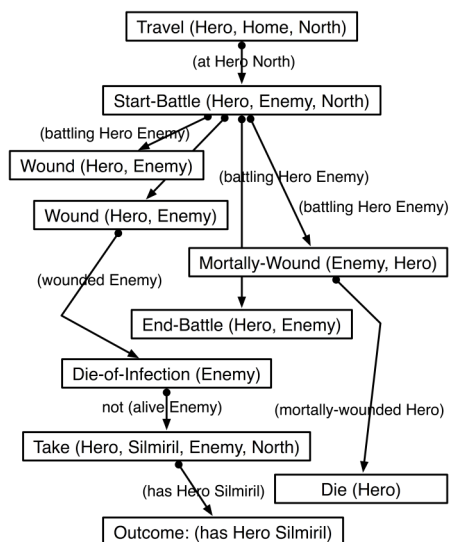 Travel (Hero, Home, North)
(at Hero North)
Start-Battle (Hero, Enemy, North)
(battling Hero Enemy)
Wound (Hero, Enemy)
(battling Hero Enemy)
Wound (Hero, Enemy)
(battling Hero Enemy)
Mortally-Wound (Enemy, Hero)
(wounded Enemy)
End-Battle (Hero, Enemy)
Die-of-Infection (Enemy)
not (alive Enemy)
(mortally-wounded Hero)
Take (Hero, Silmiril, Enemy, North)
(has Hero Silmiril)
Die (Hero)
Outcome: (has Hero Silmiril)